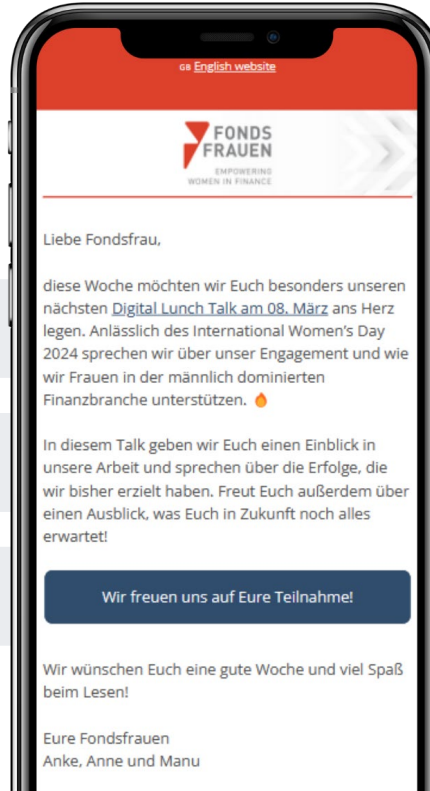 GB English website
FONDS
FRAUEN
EMPOWERING
WOMEN IN FINANCE
Liebe Fondsfrau,
diese Woche möchten wir Euch besonders unseren
nächsten Digital Lunch Talk am 08. März ans Herz
legen. Anlässlich des International Women's Day
2024 sprechen wir über unser Engagement und wie
wir Frauen in der männlich dominierten
Finanzbranche unterstützen. 🔥
In diesem Talk geben wir Euch einen Einblick in
unsere Arbeit und sprechen über die Erfolge, die
wir bisher erzielt haben. Freut Euch außerdem über
einen Ausblick, was Euch in Zukunft noch alles
erwartet!
Wir freuen uns auf Eure Teilnahme!
Wir wünschen Euch eine gute Woche und viel Spaß
beim Lesen!
Eure Fondsfrauen
Anke, Anne und Manu